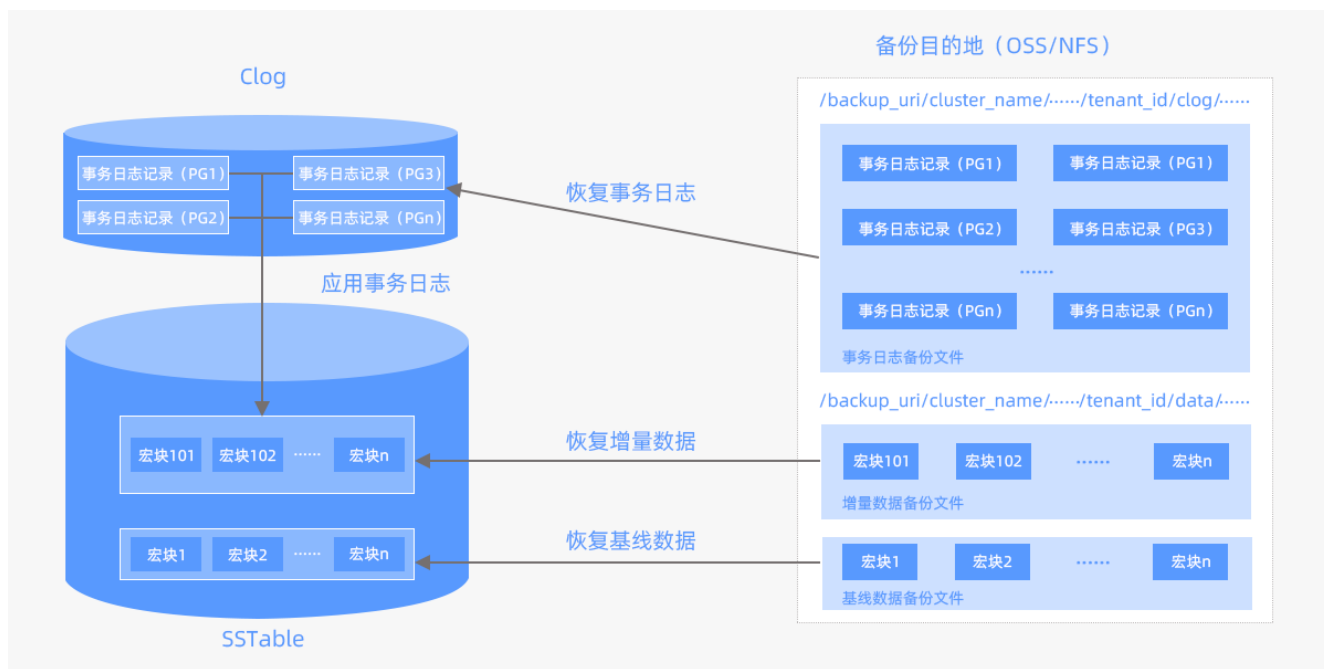 备份目的地（OSS/NFS）
Clog
/backup_uri/cluster_name/······/tenant_id/clog/······
事务日志记录（PG1)
事务日志记录（PG3)
事务日志记录（PG2)
事务日志记录（PGn)
恢复事务日志
事务日志记录（PG1）
事务日志记录（PG1）
事务日志记录（PG2）
事务日志记录（PG3）
······
事务日志记录（PGn）
事务日志记录（PGn）
事务日志备份文件
应用事务日志
/backup_uri/cluster_name/······/tenant_id/data/······
宏块101
宏块102
······
宏块n
恢复增量数据
宏块101
宏块102
······
宏块n
增量数据备份文件
宏块1
宏块2
······
宏块n
恢复基线数据
宏块1
宏块2
······
宏块n
基线数据备份文件
SSTable